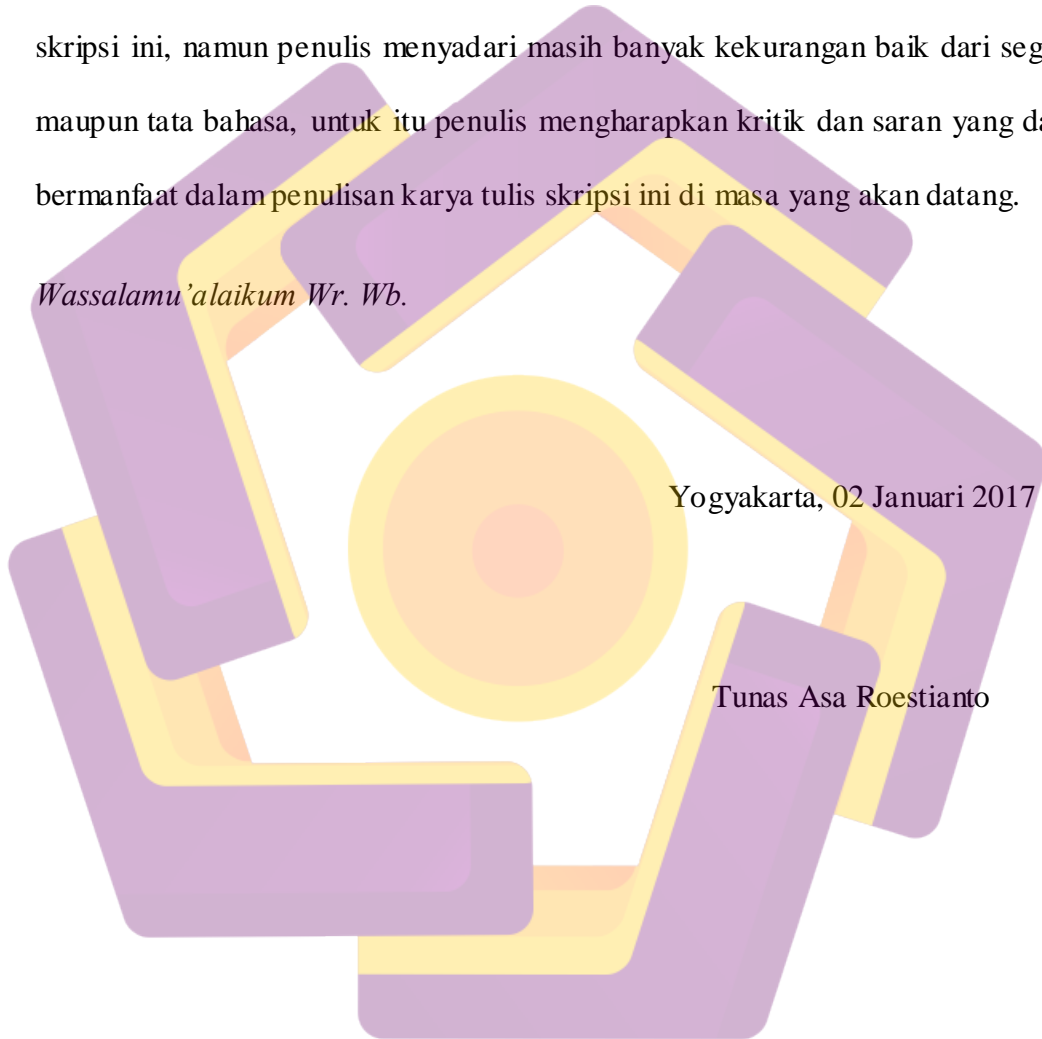 skripsi ini, namun penulis menyadari masih banyak kekurangan baik dari seg
maupun tata bahasa, untuk itu penulis mengharapkan kritik dan saran yang da
bermanfaat dalam penulisan karya tulis skripsi ini di masa yang akan datang.
Wassalamu’alaikum Wr. Wb.
Yogyakarta, 02 Januari 2017
Tunas Asa Roestianto